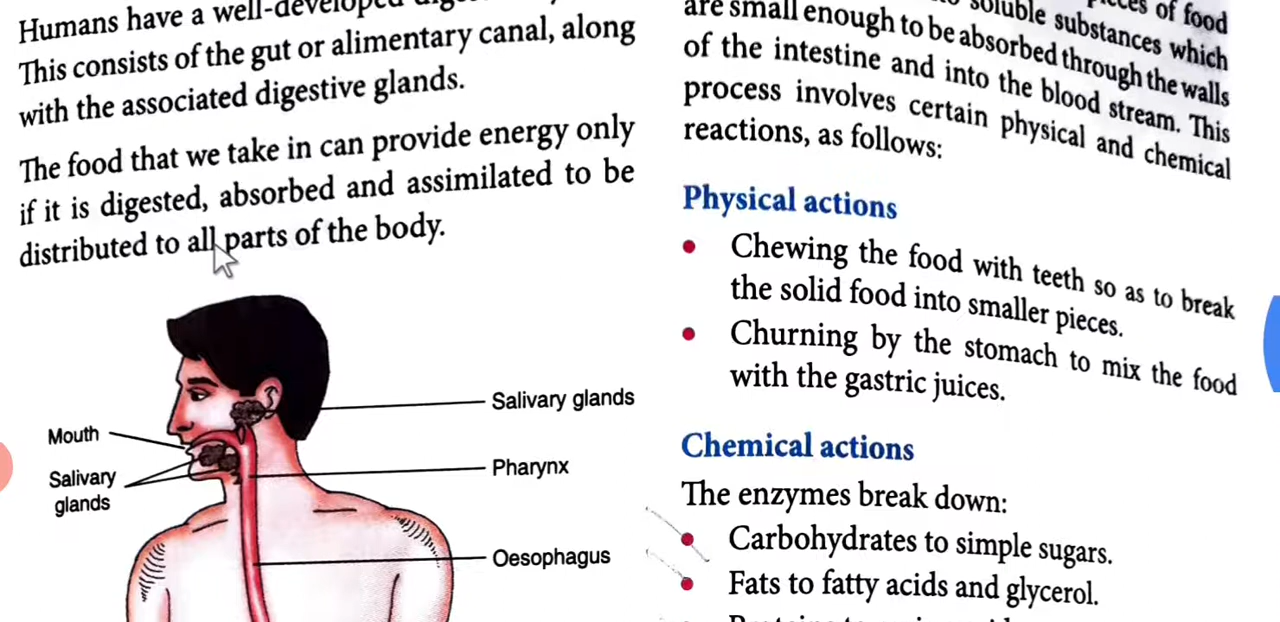 Humans have a well-developed
This consists of the gut or alimentary canal, along
with the associated digestive glands.
The food that we take in can provide energy only
if it is digested, absorbed and assimilated to be
distributed to all parts of the body.
Mouth
Salivary
glands
Salivary glands
Pharynx
Oesophagus
pieces of food
soluble substances which
are small enough to be absorbed through the walls
of the intestine and into the blood stream. This
process involves certain physical and chemical
reactions, as follows:
Physical actions
• Chewing the food with teeth so as to break
the solid food into smaller pieces.
• Churning by the stomach to mix the food
with the gastric juices.
Chemical actions
The enzymes break down:
• Carbohydrates to simple sugars.
• Fats to fatty acids and glycerol.